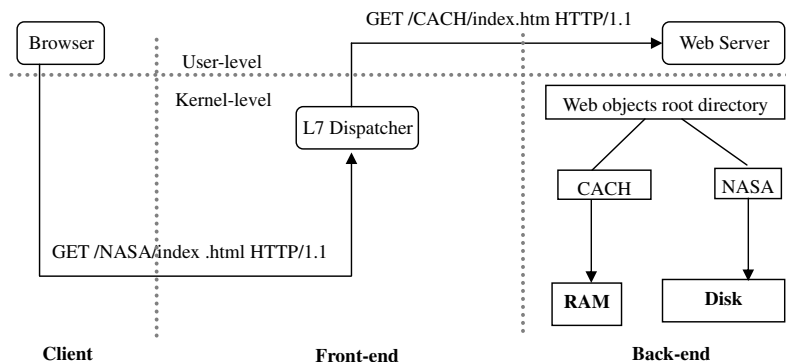 GET /CACH/index.htm HTTP/1.1
Browser
Web Server
User-level
Kernel-level
Web objects root directory
L7 Dispatcher
CACH
NASA
GET /NASA/index .html HTTP/1.1
RAM
Disk
Client
Front-end
Back-end